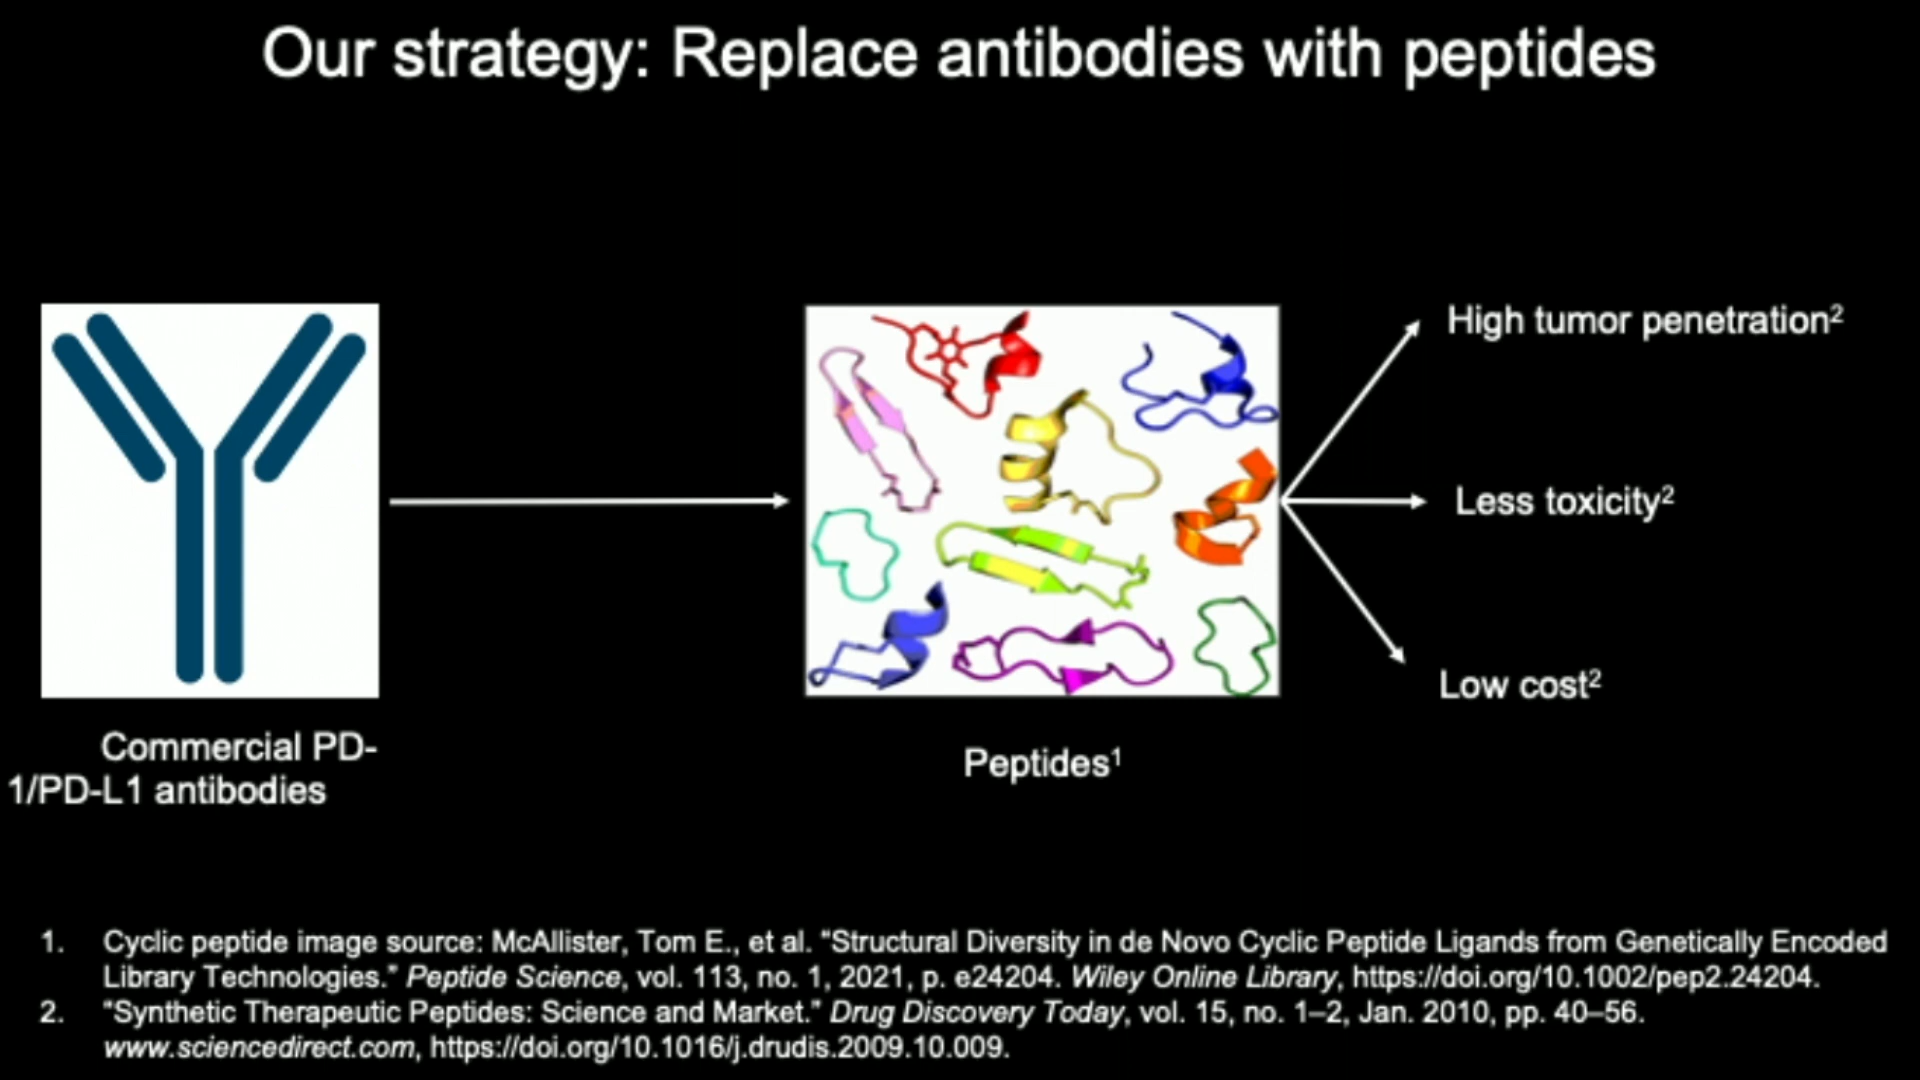 Our strategy: Replace antibodies with peptides
High tumor penetration²
Less toxicity²
Low cost²
Commercial PD-
1/PD-L1 antibodies
Peptides¹
1. Cyclic peptide image source: McAllister, Tom E., et al. “Structural Diversity in de Novo Cyclic Peptide Ligands from Genetically Encoded
Library Technologies.” Peptide Science, vol. 113, no. 1, 2021, p. e24204. Wiley Online Library, https://doi.org/10.1002/pep2.24204.
2. “Synthetic Therapeutic Peptides: Science and Market.” Drug Discovery Today, vol. 15, no. 1–2, Jan. 2010, pp. 40–56.
www.sciencedirect.com, https://doi.org/10.1016/j.drudis.2009.10.009.